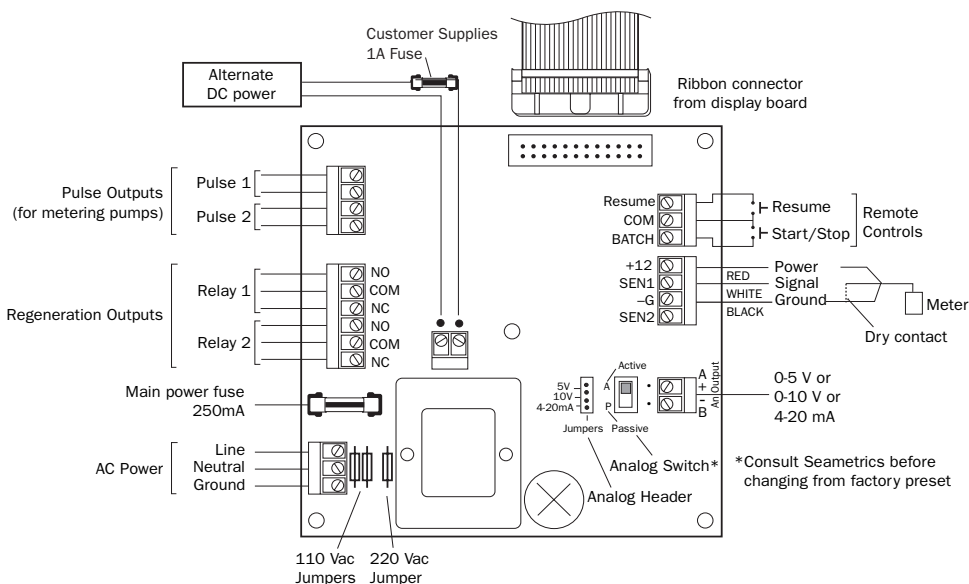 Customer Supplies
1A Fuse
Alternate
DC power
Ribbon connector
from display board
Pulse Outputs
(for metering pumps)
Pulse 1
Pulse 2
Resume
COM
BATCH
Resume
Start/Stop
Remote
Controls
Regeneration Outputs
Relay 1
Relay 2
NO
COM
NC
NO
COM
NC
+12
SEN1
–G
SEN2
RED
WHITE
BLACK
Power
Signal
Ground
Meter
Dry contact
Main power fuse
250mA
5V
10V
4-20mA
Jumpers
Active
A
P
Passive
A
+
-
B
An Output
0-5 V or
0-10 V or
4-20 mA
AC Power
Line
Neutral
Ground
Analog Switch*
Analog Header
*Consult Seametrics before
changing from factory preset
110 Vac
Jumpers
220 Vac
Jumper